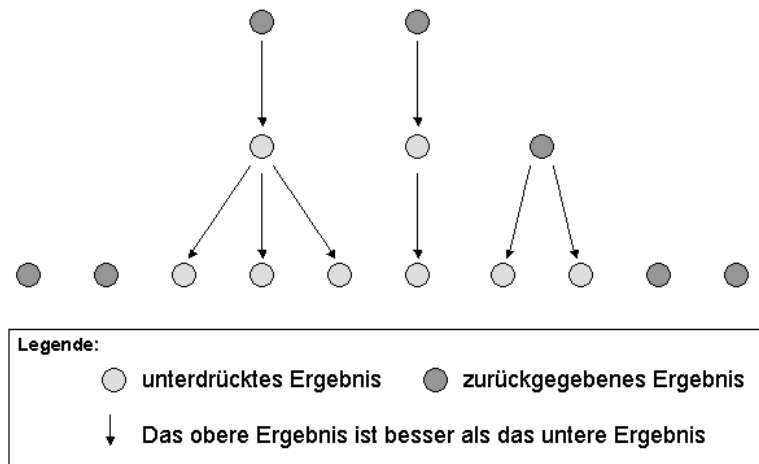 Legende:
unterdrücktes Ergebnis
zurückgegebenes Ergebnis
Das obere Ergebnis ist besser als das untere Ergebnis